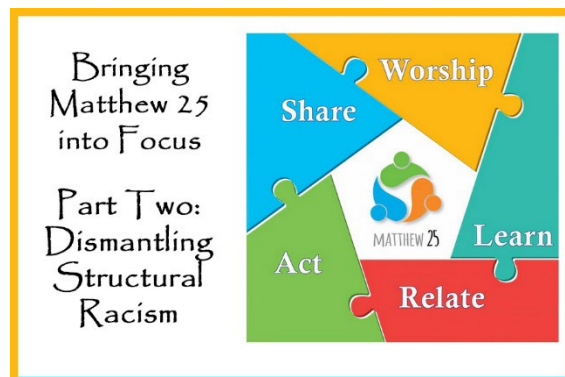 Bringing
Matthew 25
into Focus
Part Two:
Dismantling
Structural
Racism
Worship
Share
Learn
Act
Relate
MATTHEW 25